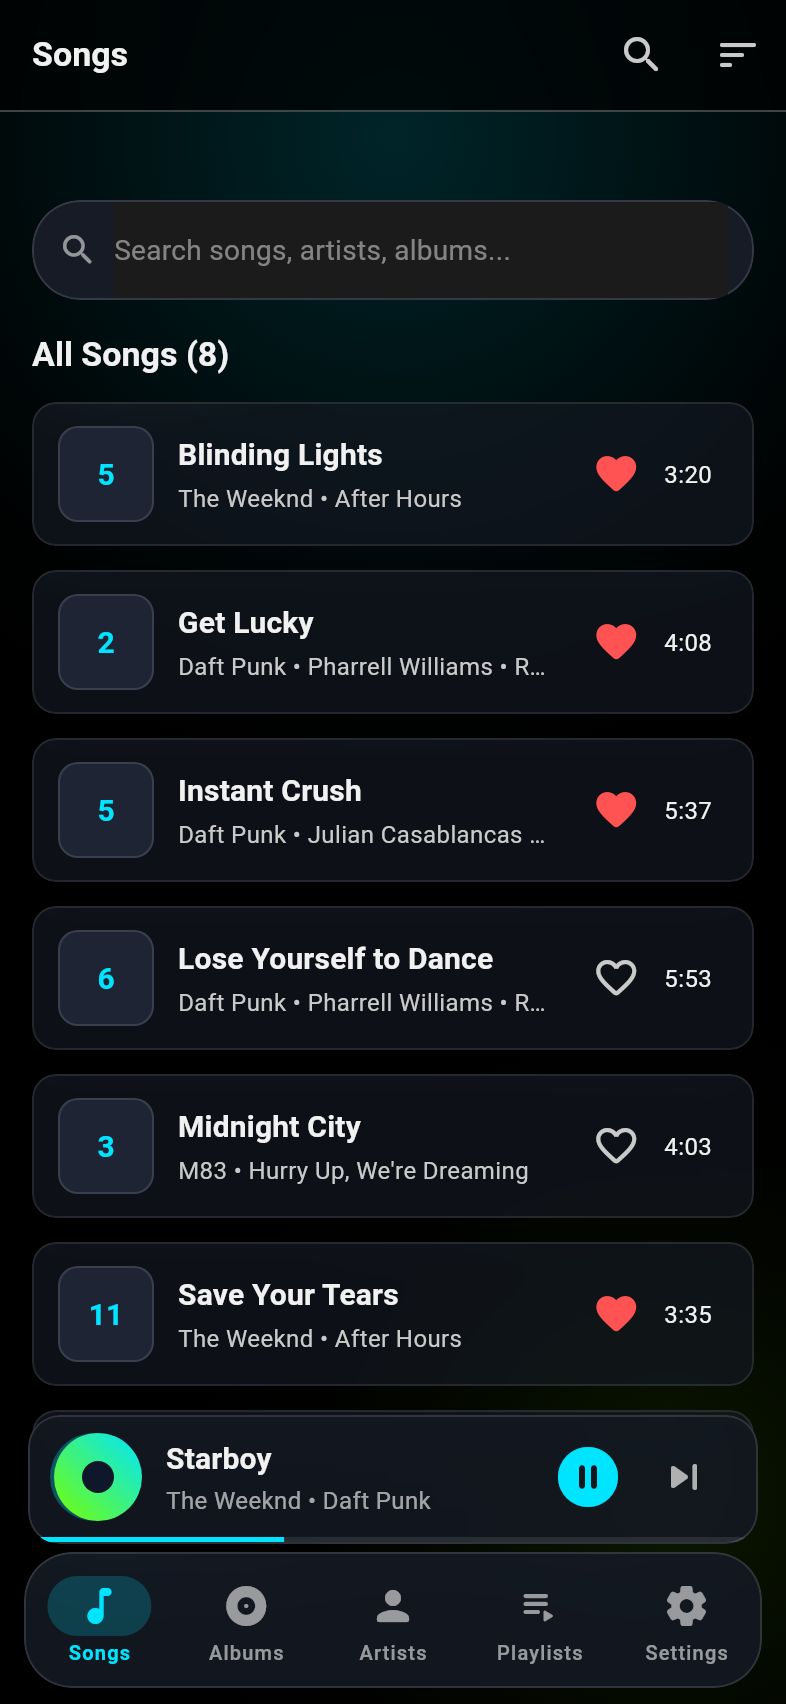 Songs
Search songs, artists, albums...
All Songs (8)
5
Blinding Lights
The Weeknd • After Hours
3:20
2
Get Lucky
Daft Punk • Pharrell Williams • R...
4:08
5
Instant Crush
Daft Punk • Julian Casablancas ...
5:37
6
Lose Yourself to Dance
Daft Punk • Pharrell Williams • R...
5:53
3
Midnight City
M83 • Hurry Up, We're Dreaming
4:03
11
Save Your Tears
The Weeknd • After Hours
3:35
Starboy
The Weeknd • Daft Punk
Songs Albums Artists Playlists Settings